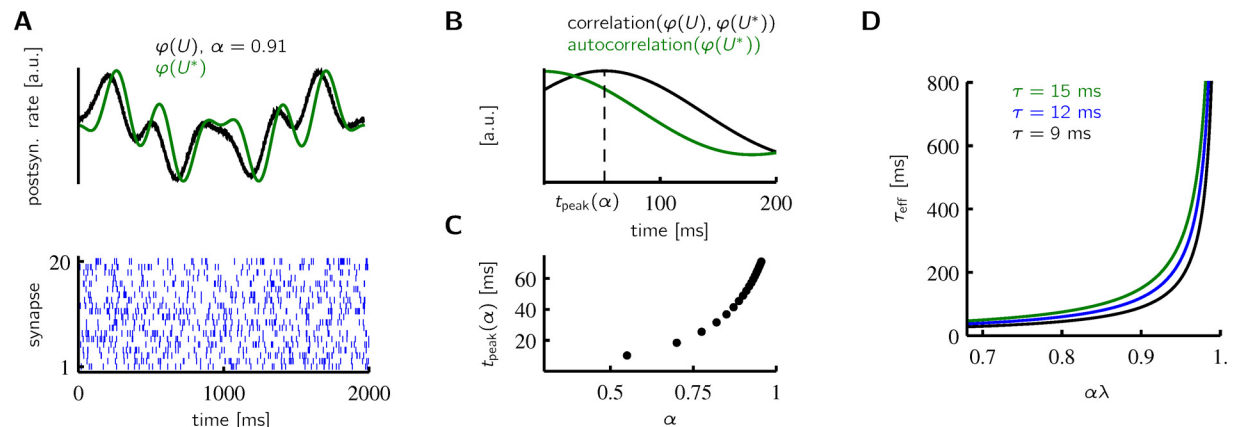 A
φ(U), α = 0.91
φ(U*)
postsyn. rate [a.u.]
20
synapse
1
0 1000 2000
time [ms]
B
correlation(φ(U), φ(U*))
autocorrelation(φ(U*))
[a.u.]
t_peak(α) 100 200
time [ms]
C
60
40
20
t_peak(α) [ms]
0.5 0.75 1
α
D
800
600
400
200
0
τ = 15 ms
τ = 12 ms
τ = 9 ms
τ_eff [ms]
0.7 0.8 0.9 1.
αλ